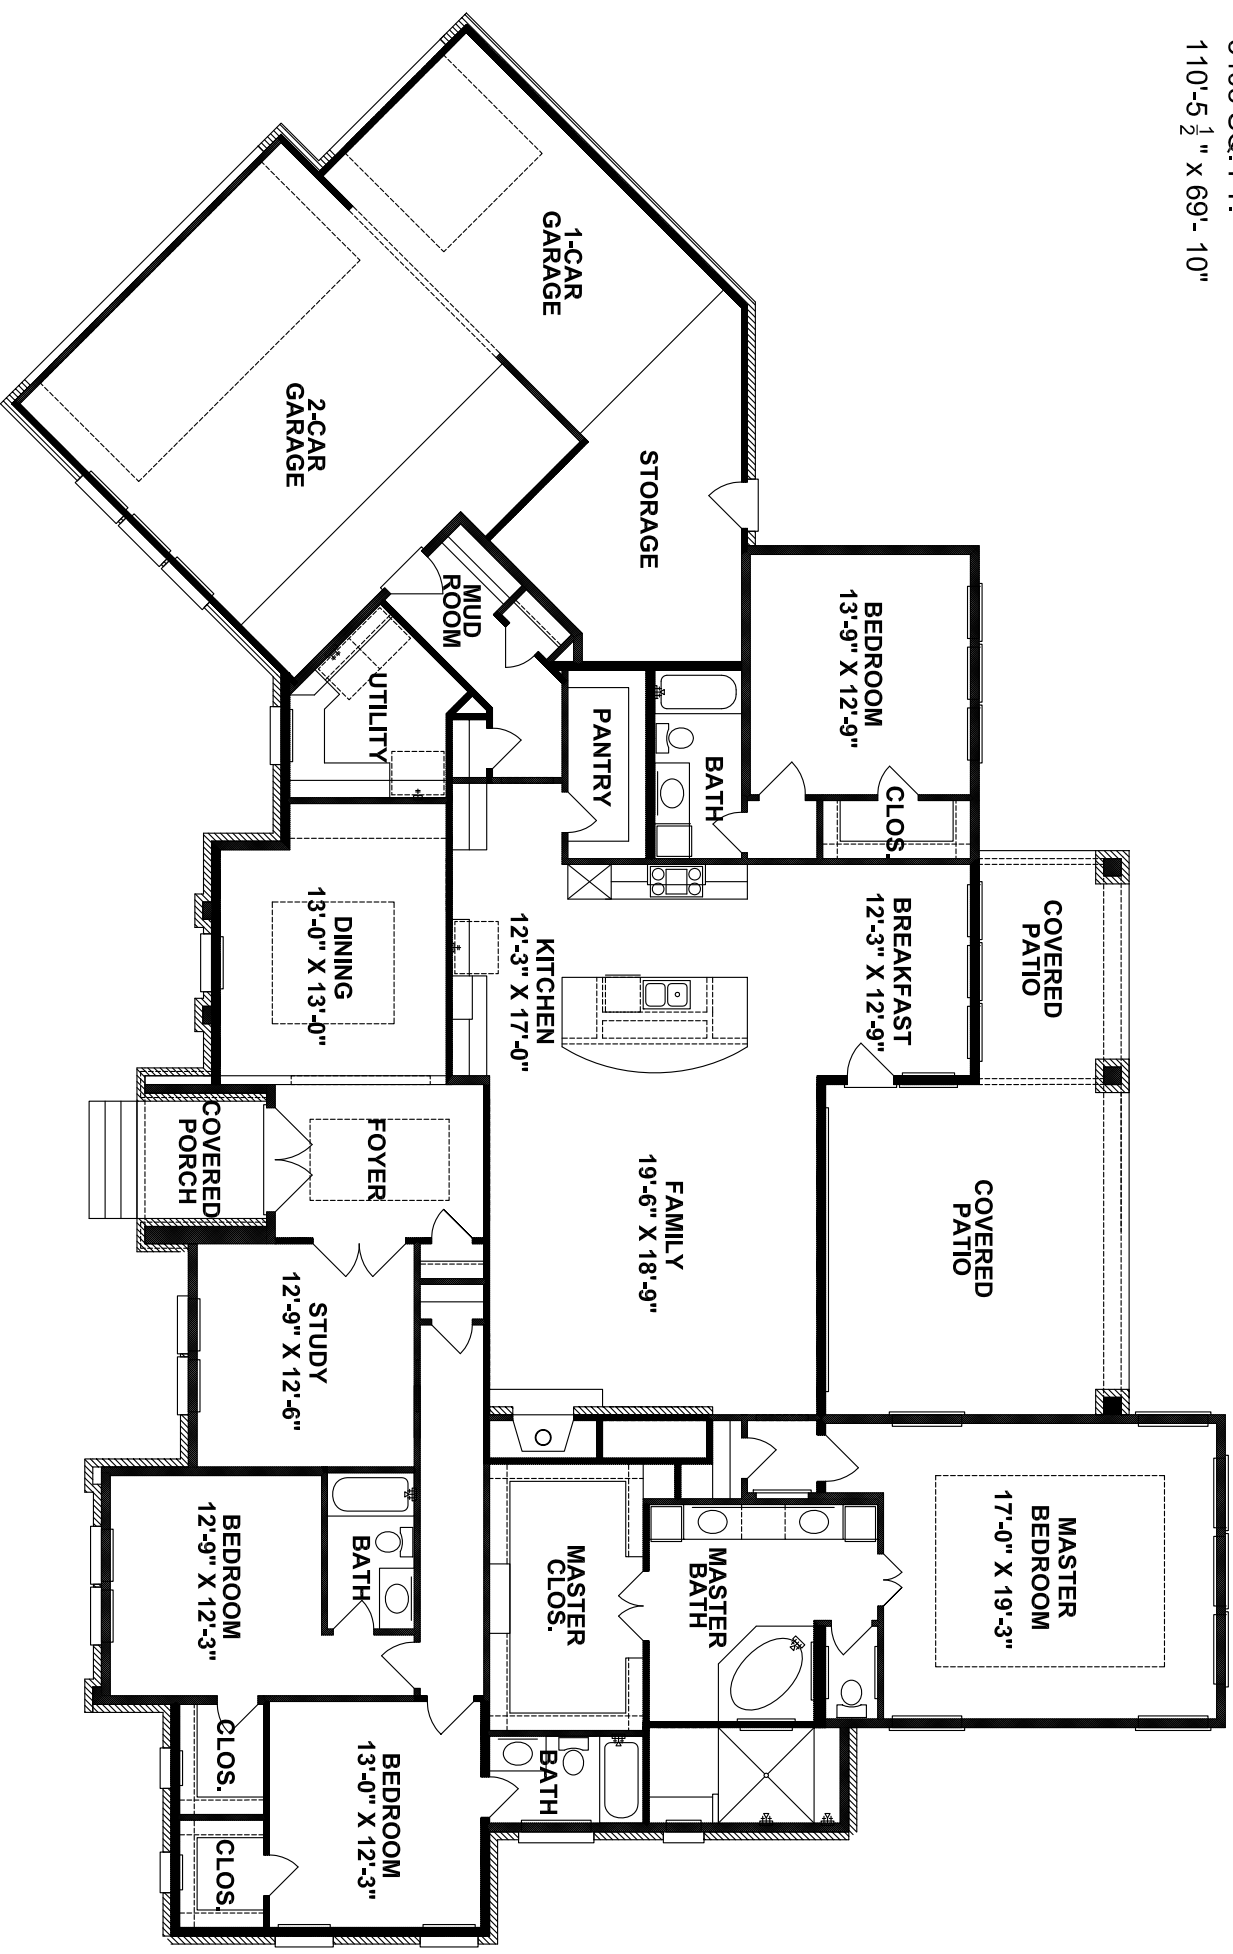 110'-5 1/2" x 69'- 10"
1-CAR
GARAGE
2-CAR
GARAGE
STORAGE
MUD
ROOM
UTILITY
PANTRY
BATH
BEDROOM
13'-9" X 12'-9"
CLOS.
COVERED
PATIO
BREAKFAST
12'-3" X 12'-9"
KITCHEN
12'-3" X 17'-0"
DINING
13'-0" X 13'-0"
COVERED
PORCH
FOYER
FAMILY
19'-6" X 18'-9"
COVERED
PATIO
STUDY
12'-9" X 12'-6"
MASTER
BEDROOM
17'-0" X 19'-3"
MASTER
BATH
MASTER
CLOS.
BATH
BEDROOM
12'-9" X 12'-3"
CLOS.
BEDROOM
13'-0" X 12'-3"
BATH
CLOS.